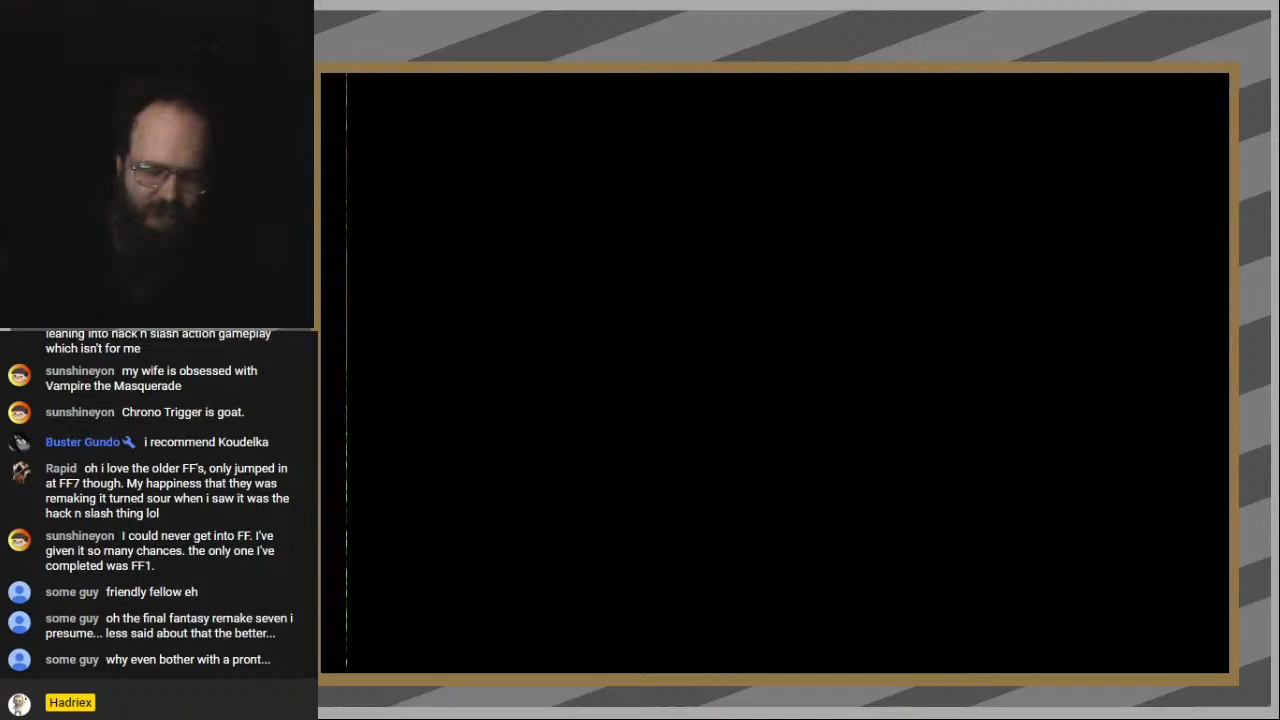 leaning into hack n slash action gameplay
which isn't for me
sunshineyon my wife is obsessed with
Vampire the Masquerade
sunshineyon Chrono Trigger is goat.
Buster Gundo i recommend Koudelka
Rapid oh i love the older FF's, only jumped in
at FF7 though. My happiness that they was
remaking it turned sour when i saw it was the
hack n slash thing lol
sunshineyon I could never get into FF. I've
given it so many chances. the only one I've
completed was FF1.
some guy friendly fellow eh
some guy oh the final fantasy remake seven i
presume... less said about that the better...
some guy why even bother with a pront...
Hadriex